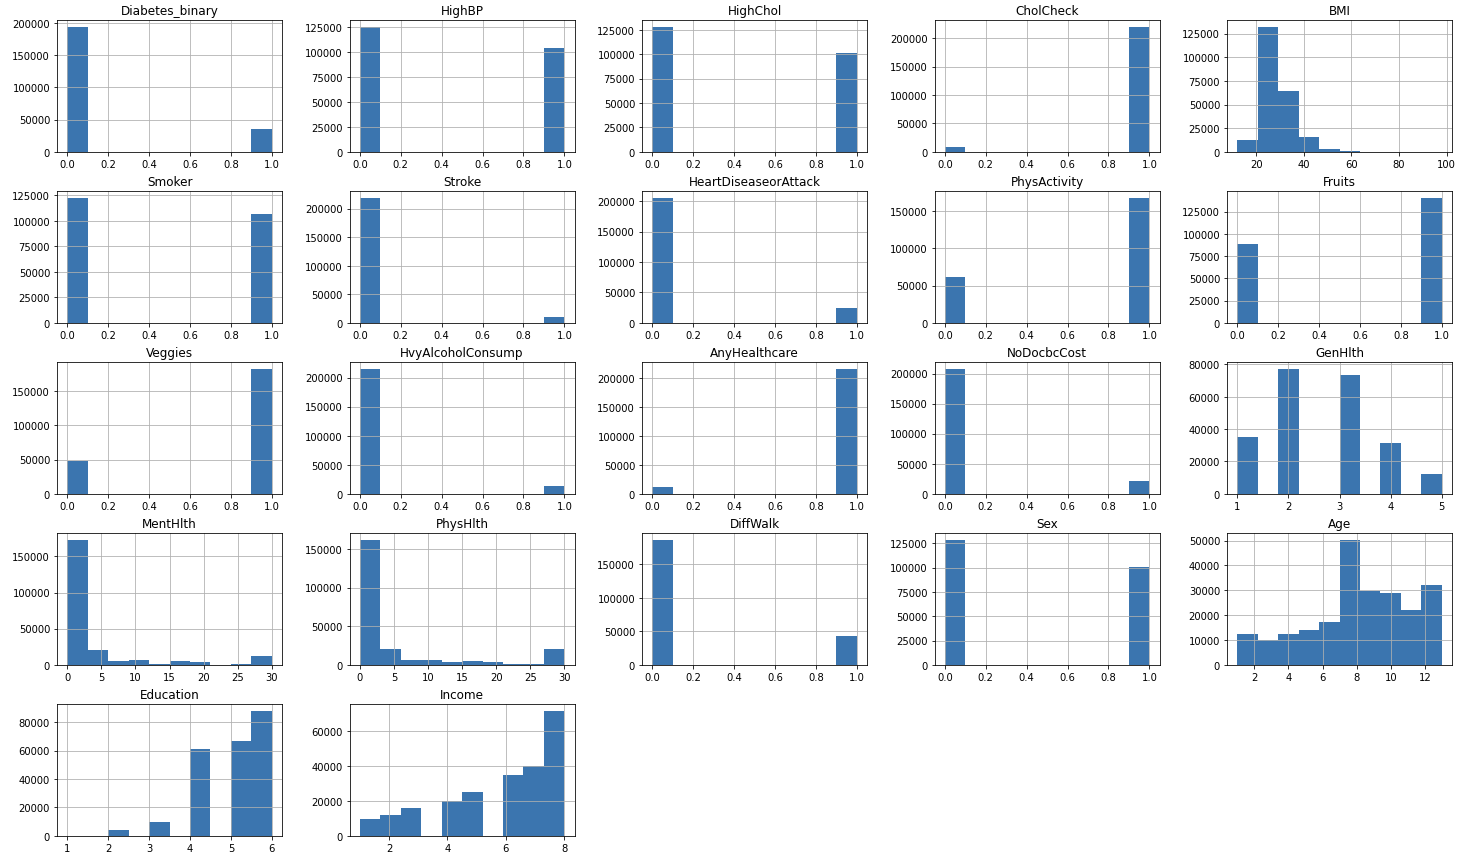 Diabetes_binary HighBP HighChol CholCheck BMI
200000 125000 125000 200000 125000
150000 100000 100000 150000 100000
100000 75000 75000 100000 75000
50000 50000 50000 50000 50000
25000 25000 25000
0 0 0 0 0
0.0 0.2 0.4 0.6 0.8 1.0 0.0 0.2 0.4 0.6 0.8 1.0 0.0 0.2 0.4 0.6 0.8 1.0 0.0 0.2 0.4 0.6 0.8 1.0 20 40 60 80 100
Smoker Stroke HeartDiseaseorAttack PhysActivity Fruits
125000 200000 200000 150000 125000
100000 150000 150000 100000 100000
75000 100000 100000 50000 75000
50000 50000 50000 50000
25000 25000
0 0 0 0 0
0.0 0.2 0.4 0.6 0.8 1.0 0.0 0.2 0.4 0.6 0.8 1.0 0.0 0.2 0.4 0.6 0.8 1.0 0.0 0.2 0.4 0.6 0.8 1.0 0.0 0.2 0.4 0.6 0.8 1.0
Veggies HvyAlcoholConsump AnyHealthcare NoDocbcCost GenHlth
150000 200000 200000 200000 80000
100000 150000 150000 150000 60000
50000 100000 100000 100000 40000
50000 50000 50000 20000
0 0 0 0 0
0.0 0.2 0.4 0.6 0.8 1.0 0.0 0.2 0.4 0.6 0.8 1.0 0.0 0.2 0.4 0.6 0.8 1.0 0.0 0.2 0.4 0.6 0.8 1.0 1 2 3 4 5
MentHlth PhysHlth DiffWalk Sex Age
150000 150000 150000 125000 50000
100000 100000 100000 100000 40000
50000 50000 50000 75000 30000
50000 20000
25000 10000
0 0 0 0 0
0 5 10 15 20 25 30 0 5 10 15 20 25 30 0.0 0.2 0.4 0.6 0.8 1.0 0.0 0.2 0.4 0.6 0.8 1.0 2 4 6 8 10 12
Education Income
80000 60000
60000 40000
40000 20000
20000
0 0
1 2 3 4 5 6 2 4 6 8